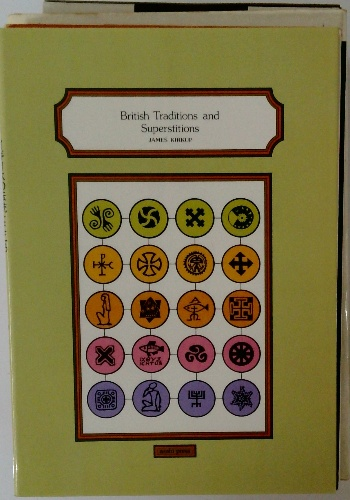 British Traditions and
Superstitions
JAMES KIRKUP